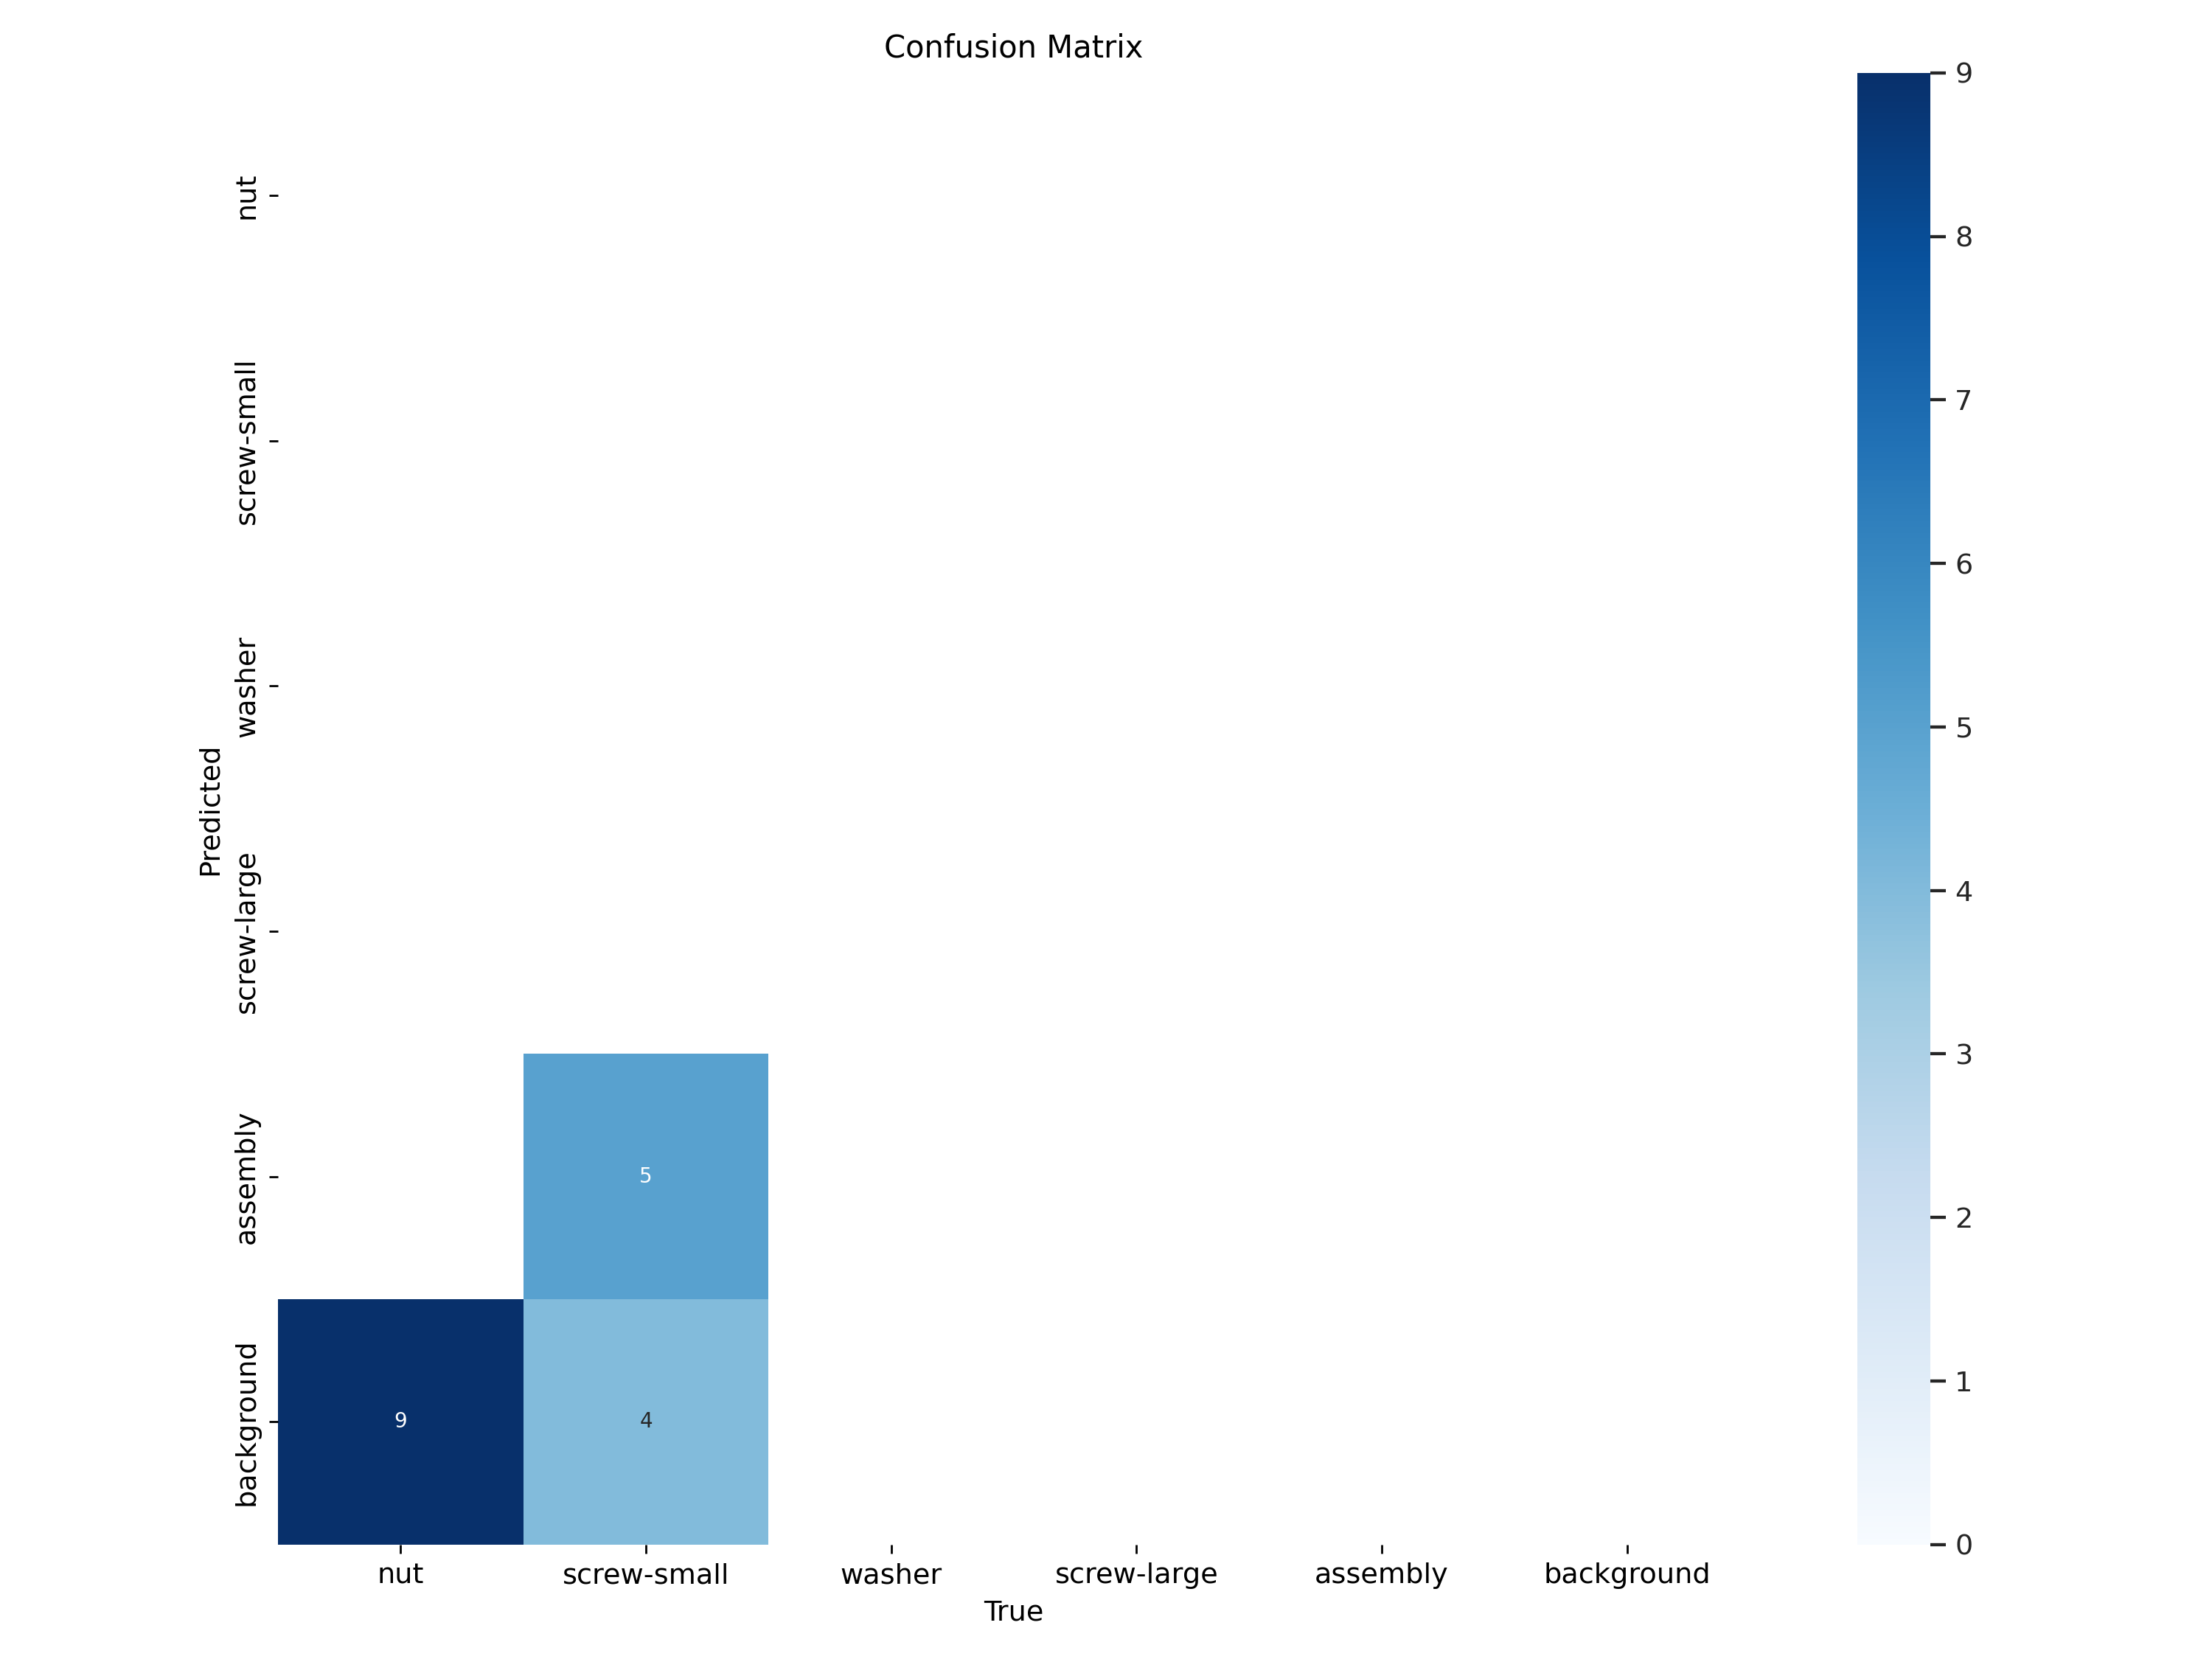 Confusion Matrix
Predicted
nut
screw-small
washer
screw-large
assembly
background
5
9 4
nut screw-small washer screw-large assembly background
True
9
8
7
6
5
4
3
2
1
0